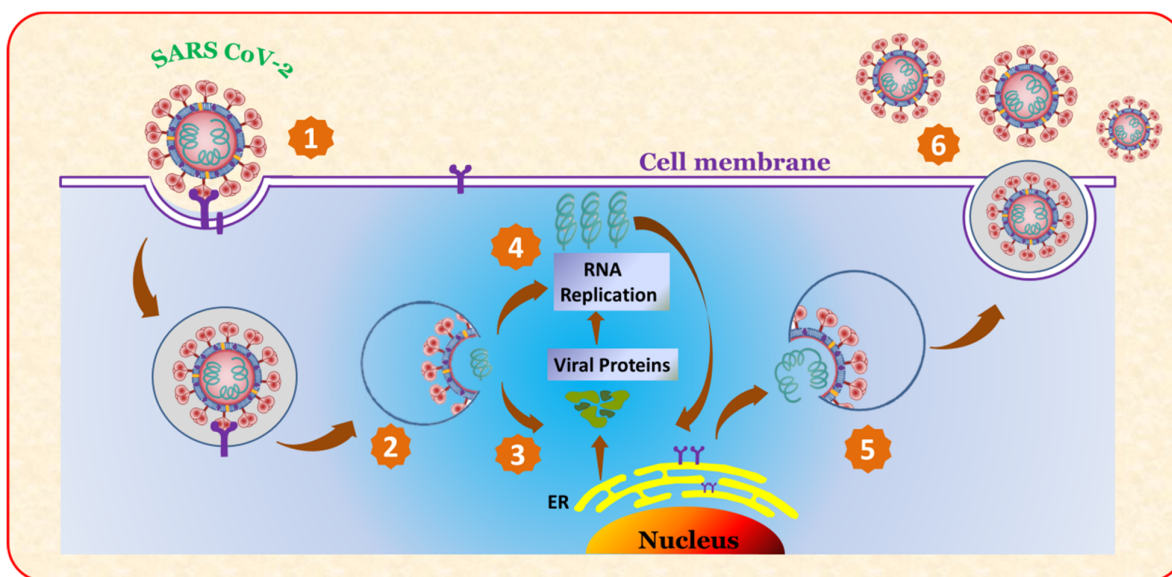 SARS CoV-2
1
6
Cell membrane
4
RNA
Replication
Viral Proteins
2
3
5
ER
Nucleus